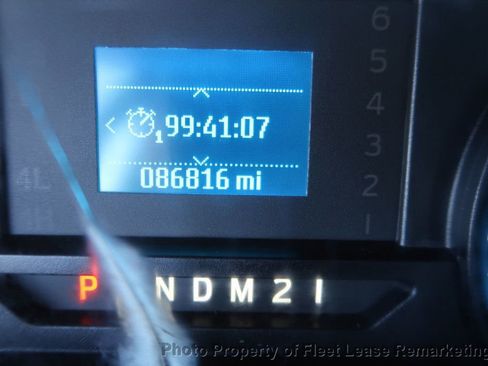 6
5
4
3
2
1
4L
< 1 99:41:07
086816 mi
P N D M 2 1
Photo Property of Fleet Lease Remarketing